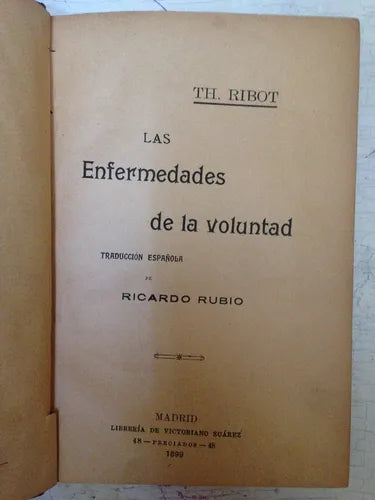 TH. RIBOT
LAS
Enfermedades
de la voluntad
TRADUCCIÓN ESPAÑOLA
DE
RICARDO RUBIO
MADRID
LIBRERÍA DE VICTORIANO SUÁREZ
48 — PRECIADOS — 48
1899